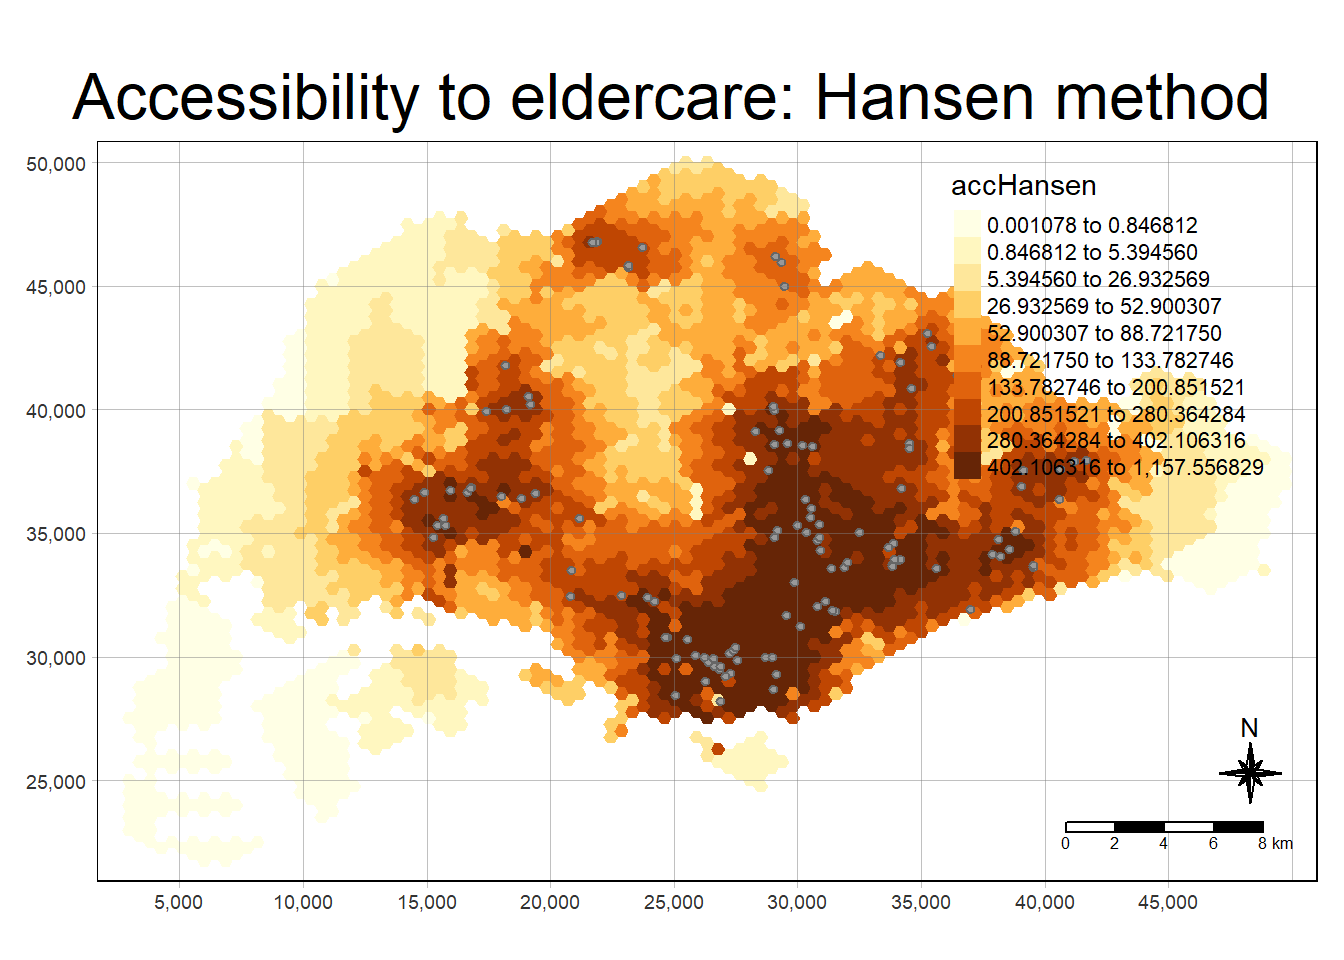 Accessibility to eldercare: Hansen method
accHansen
0.001078 to 0.846812
0.846812 to 5.394560
5.394560 to 26.932569
26.932569 to 52.900307
52.900307 to 88.721750
88.721750 to 133.782746
133.782746 to 200.851521
200.851521 to 280.364284
280.364284 to 402.106316
402.106316 to 1,157.556829
50,000
45,000
40,000
35,000
30,000
25,000
N
0 2 4 6 8 km
5,000 10,000 15,000 20,000 25,000 30,000 35,000 40,000 45,000